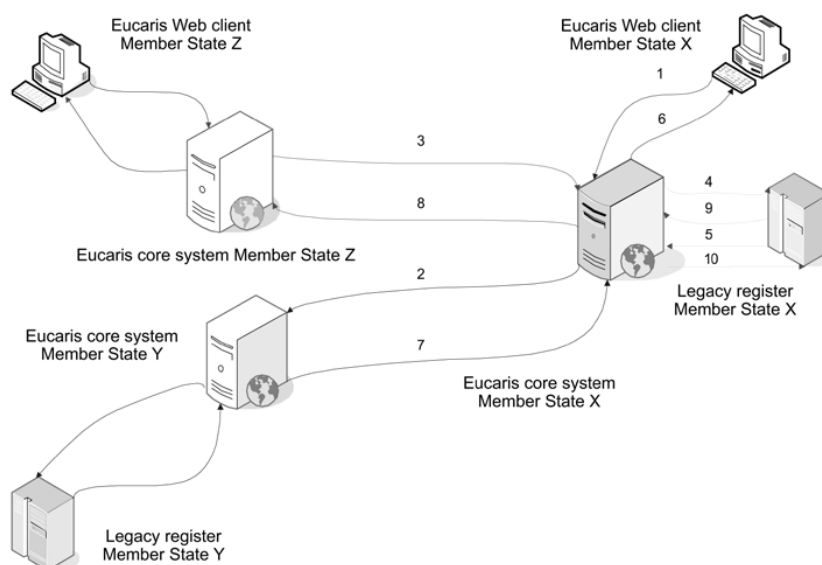 Eucaris Web client
Member State Z
Eucaris Web client
Member State X
1
6
3
4
8
9
5
10
Eucaris core system Member State Z
2
Legacy register
Member State X
Eucaris core system
Member State Y
7
Eucaris core system
Member State X
Legacy register
Member State Y